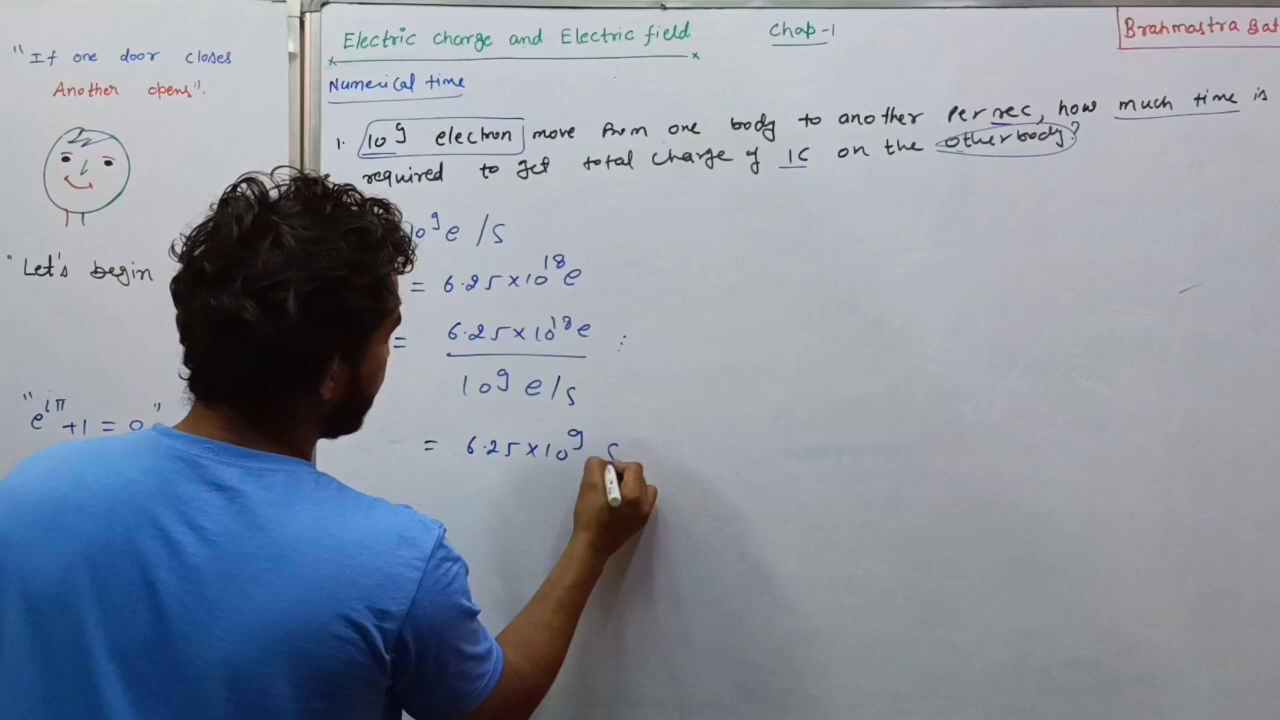 "If one door closes
Another opens".
"Let's begin
"e^iπ +1 = 0"
Electric charge and Electric field
Chap-1
Brahmastra Bat
Numerical time
1. 10^9 electron move from one body to another Per sec, how much time is
required to get total charge of 1C on the other body?
10^9 e /s
= 6.25×10^18 e
= 6.25×10^18 e
10^9 e/s
= 6.25×10^9 s